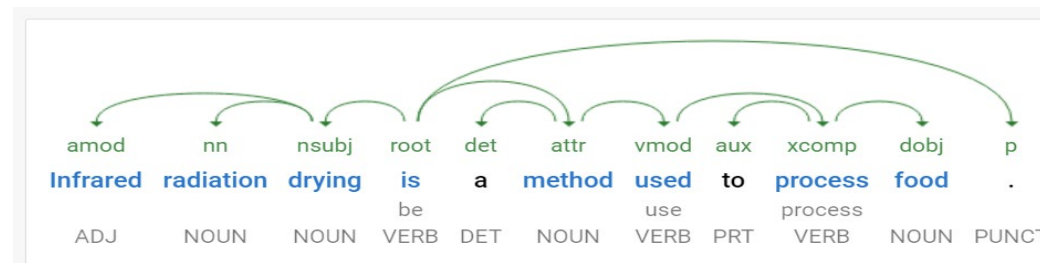 amod nn nsubj root det attr vmod aux xcomp dobj p
Infrared radiation drying is a method used to process food .
be use process
ADJ NOUN NOUN VERB DET NOUN VERB PRT VERB NOUN PUNCT